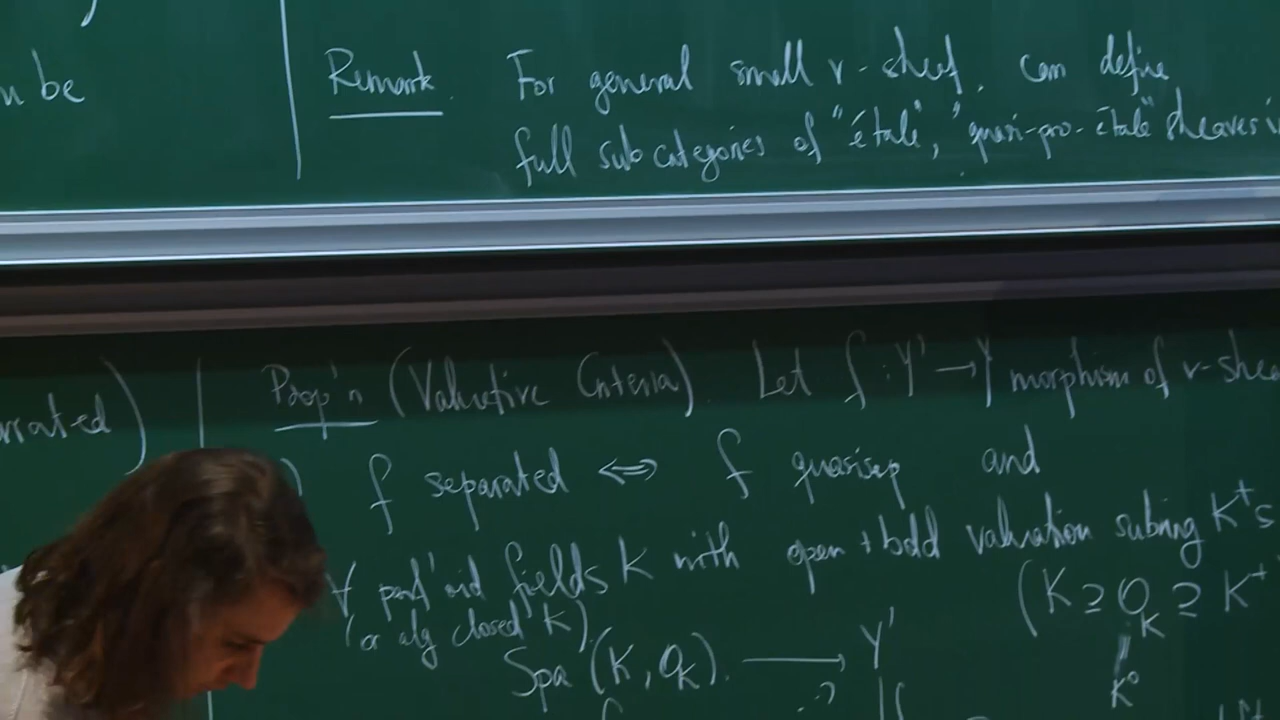 n be
Remark. For general small v-sheaf, can define
full subcategories of "étale", "quasi-pro-étale" sheaves
rated)
Prop'n (Valuative Criteria). Let f : Y' → Y morphism of v-shea
) f separated ⇔ f quasisep and
∀ perf'oid fields K with open + bdd valuation subring K⁺ ⊆
(or alg closed K) (K ⊇ O_K ⊇ K⁺
Spa (K, O_K) → Y' K°